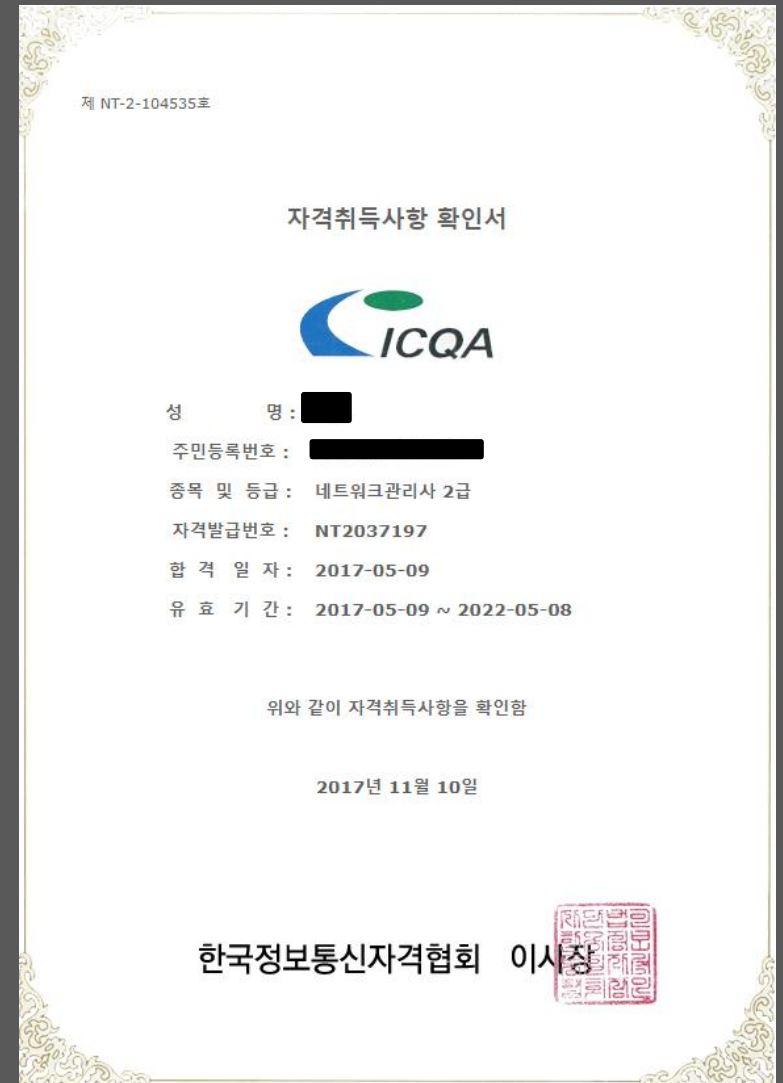 제 NT-2-104535호
자격취득사항 확인서
ICQA
성 명 :
주민등록번호 :
종목 및 등급 : 네트워크관리사 2급
자격발급번호 : NT2037197
합 격 일 자 : 2017-05-09
유 효 기 간 : 2017-05-09 ~ 2022-05-08
위와 같이 자격취득사항을 확인함
2017년 11월 10일
한국정보통신자격협회 이사장